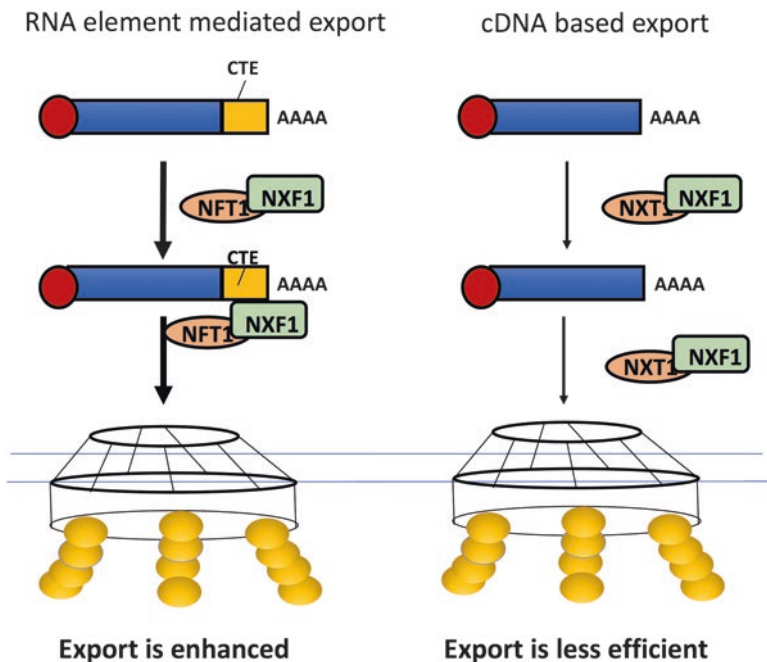 RNA element mediated export
CTE
AAAA
NFT1 NXF1
CTE
AAAA
NFT1 NXF1
Export is enhanced
cDNA based export
AAAA
NXT1 NXF1
AAAA
NXT1 NXF1
Export is less efficient